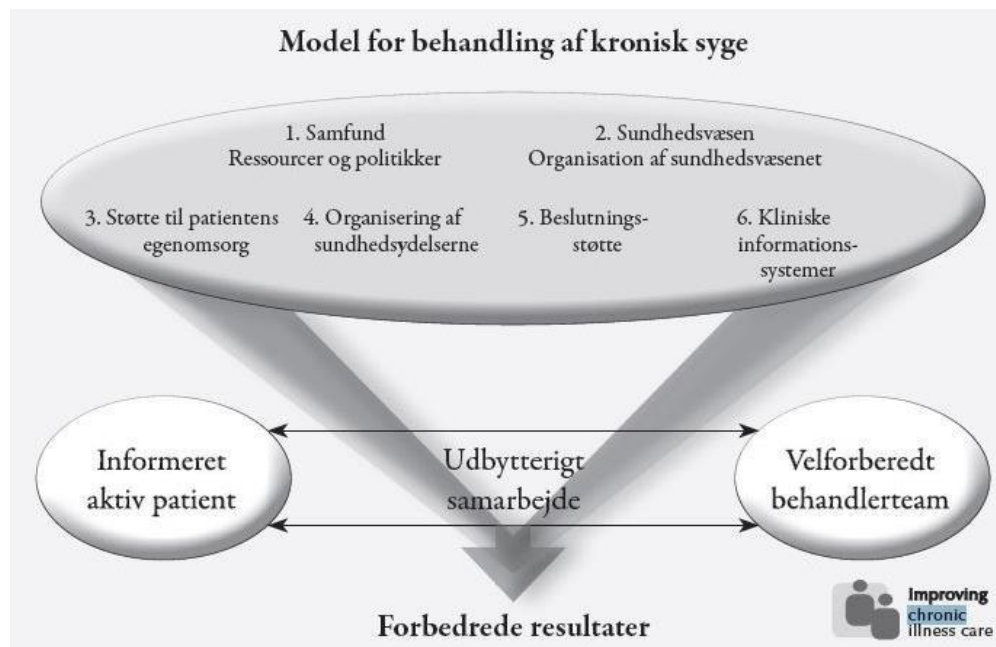 Model for behandling af kronisk syge
1. Samfund
Ressourcer og politikker
2. Sundhedsvæsen
Organisation af sundhedsvæsenet
3. Støtte til patientens
egenomsorg
4. Organisering af
sundhedsydelserne
5. Beslutnings-
støtte
6. Kliniske
informations-
systemer
Informeret
aktiv patient
Udbytterigt
samarbejde
Velforberedt
behandlerteam
Forbedrede resultater
Improving
chronic
illness care